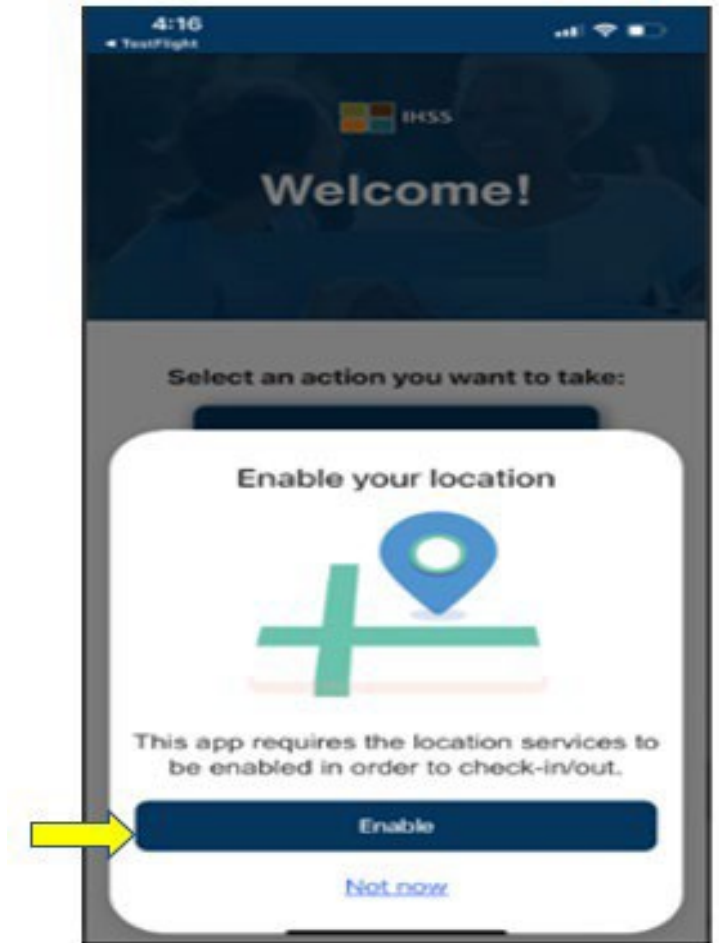 4:16
◀ TestFlight
IHSS
Welcome!
Select an action you want to take:
Enable your location
This app requires the location services to
be enabled in order to check-in/out.
Enable
Not now